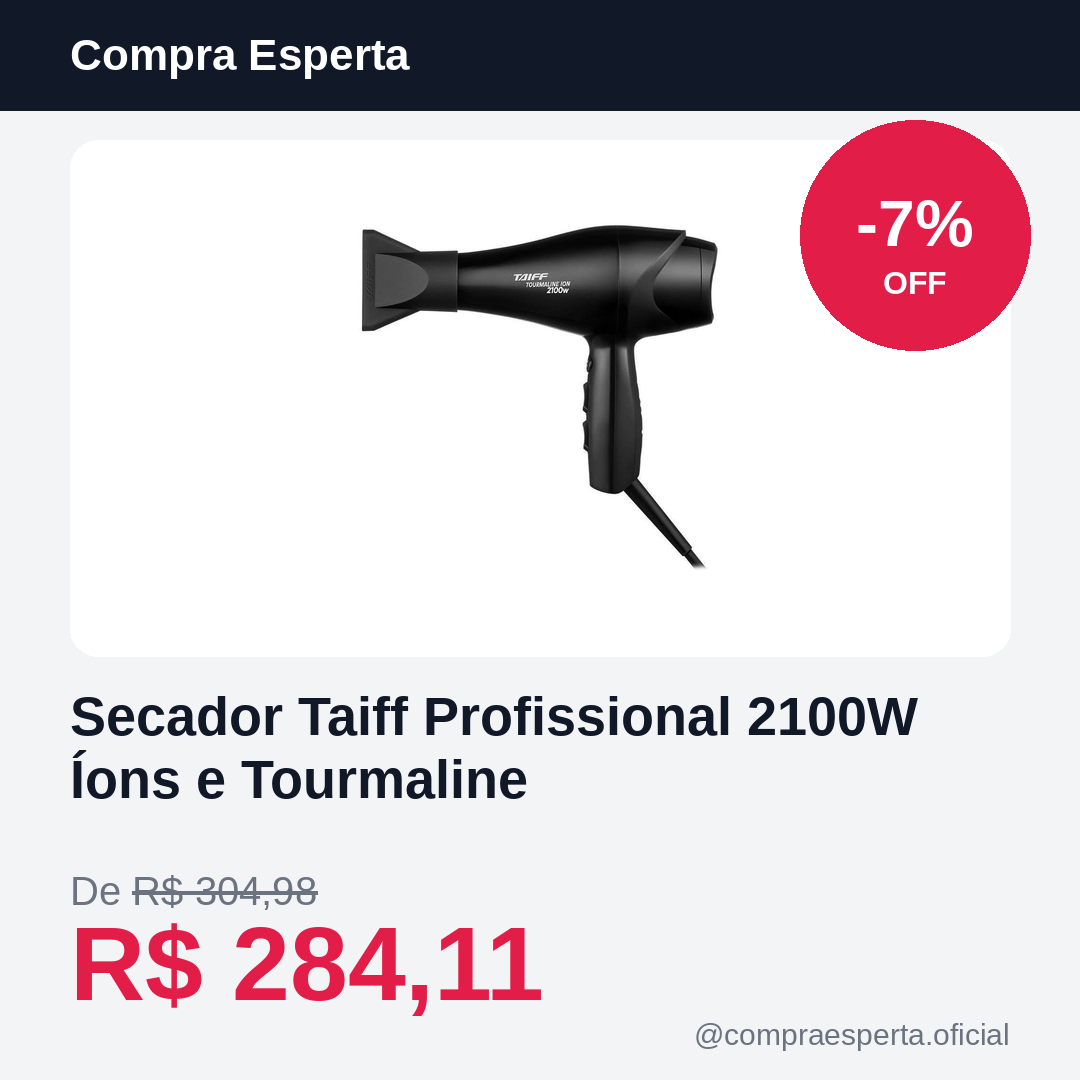 Compra Esperta
-7%
OFF
TAIFF
TOURMALINE ION
2100w
Secador Taiff Profissional 2100W
Íons e Tourmaline
De R$ 304,98
R$ 284,11
@compraesperta.oficial